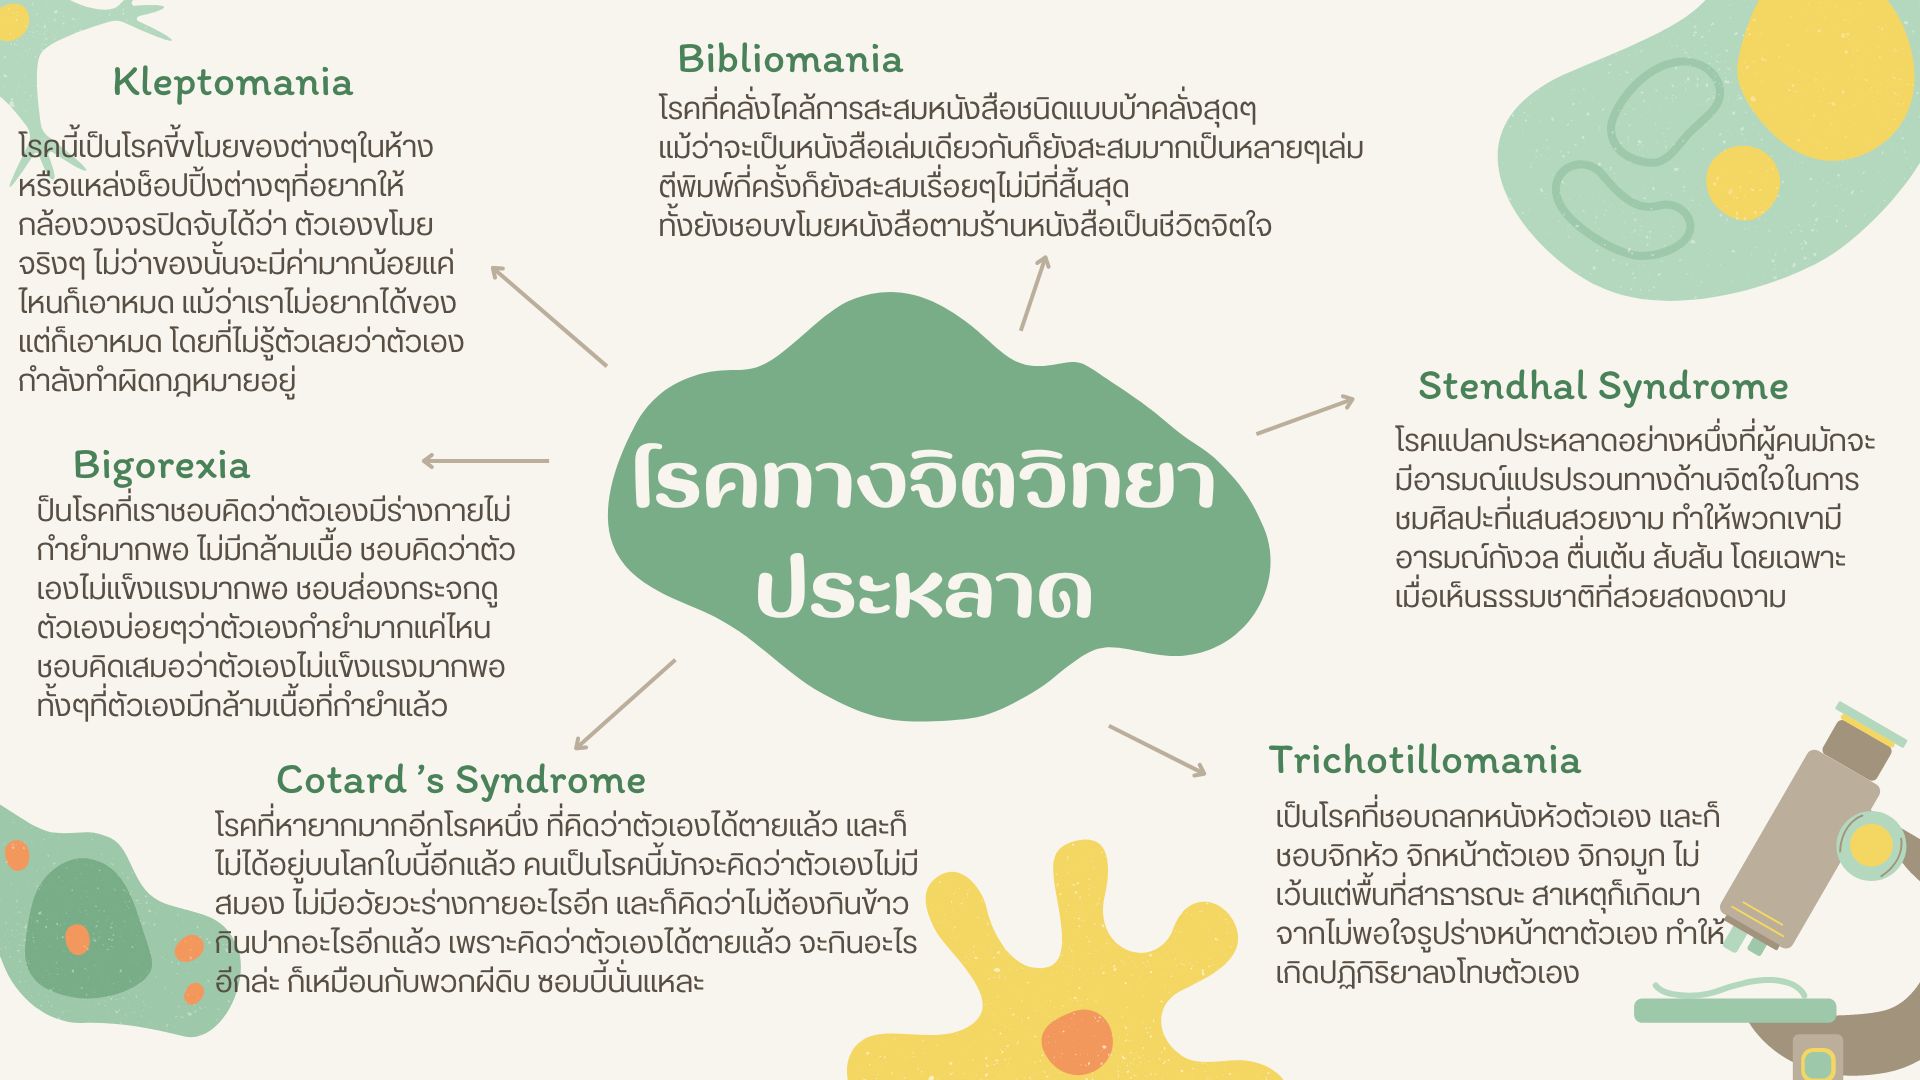 Kleptomania
โรคนี้เป็นโรคขี้ขโมยของต่างๆในห้าง
หรือแหล่งช็อปปิ้งต่างๆที่อยากให้
กล้องวงจรปิดจับได้ว่า ตัวเองขโมย
จริงๆ ไม่ว่าของนั้นจะมีค่ามากน้อยแค่
ไหนก็เอาหมด แม้ว่าเราไม่อยากได้ของ
แต่ก็เอาหมด โดยที่ไม่รู้ตัวเลยว่าตัวเอง
กำลังทำผิดกฎหมายอยู่
Bibliomania
โรคที่คลั่งไคล้การสะสมหนังสือชนิดแบบบ้าคลั่งสุดๆ
แม้ว่าจะเป็นหนังสือเล่มเดียวกันก็ยังสะสมมากเป็นหลายๆเล่ม
ตีพิมพ์กี่ครั้งก็ยังสะสมเรื่อยๆไม่มีที่สิ้นสุด
ทั้งยังชอบขโมยหนังสือตามร้านหนังสือเป็นชีวิตจิตใจ
โรคทางจิตวิทยา
ประหลาด
Stendhal Syndrome
โรคแปลกประหลาดอย่างหนึ่งที่ผู้คนมักจะ
มีอารมณ์แปรปรวนทางด้านจิตใจในการ
ชมศิลปะที่แสนสวยงาม ทำให้พวกเขามี
อารมณ์กังวล ตื่นเต้น สับสัน โดยเฉพาะ
เมื่อเห็นธรรมชาติที่สวยสดงดงาม
Bigorexia
ป็นโรคที่เราชอบคิดว่าตัวเองมีร่างกายไม่
กำยำมากพอ ไม่มีกล้ามเนื้อ ชอบคิดว่าตัว
เองไม่แข็งแรงมากพอ ชอบส่องกระจกดู
ตัวเองบ่อยๆว่าตัวเองกำยำมากแค่ไหน
ชอบคิดเสมอว่าตัวเองไม่แข็งแรงมากพอ
ทั้งๆที่ตัวเองมีกล้ามเนื้อที่กำยำแล้ว
Cotard ’s Syndrome
โรคที่หายากมากอีกโรคหนึ่ง ที่คิดว่าตัวเองได้ตายแล้ว และก็
ไม่ได้อยู่บนโลกใบนี้อีกแล้ว คนเป็นโรคนี้มักจะคิดว่าตัวเองไม่มี
สมอง ไม่มีอวัยวะร่างกายอะไรอีก และก็คิดว่าไม่ต้องกินข้าว
กินปากอะไรอีกแล้ว เพราะคิดว่าตัวเองได้ตายแล้ว จะกินอะไร
อีกล่ะ ก็เหมือนกับพวกผีดิบ ซอมบี้นั่นแหละ
Trichotillomania
เป็นโรคที่ชอบถลกหนังหัวตัวเอง และก็
ชอบจิกหัว จิกหน้าตัวเอง จิกจมูก ไม่
เว้นแต่พื้นที่สาธารณะ สาเหตุก็เกิดมา
จากไม่พอใจรูปร่างหน้าตาตัวเอง ทำให้
เกิดปฏิกิริยาลงโทษตัวเอง